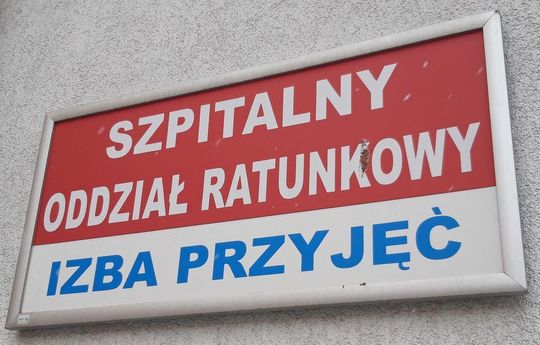 SZPITALNY
ODDZIAŁ RATUNKOWY
IZBA PRZYJĘĆ